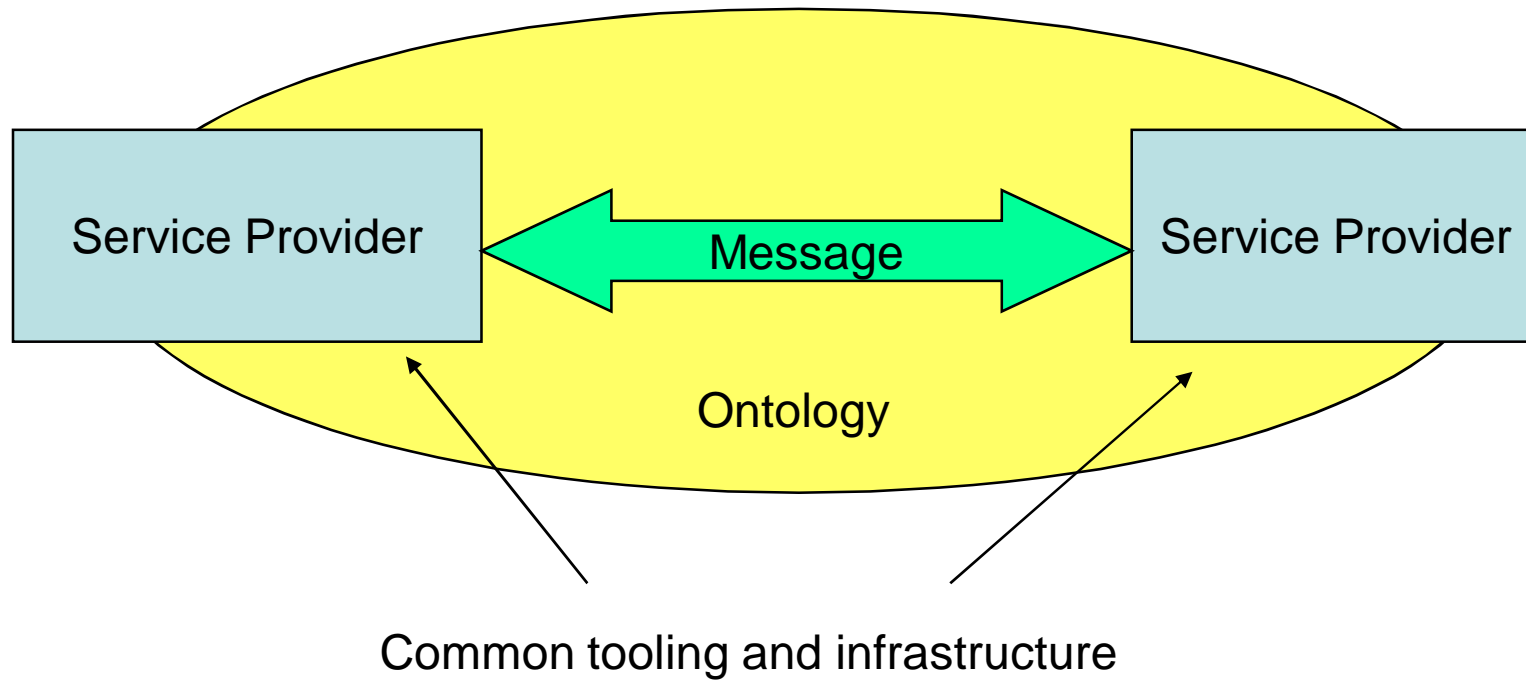 Service Provider
Message
Service Provider
Ontology
Common tooling and infrastructure